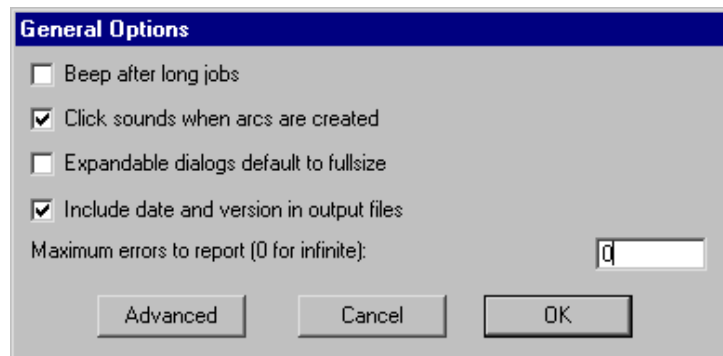 General Options
Beep after long jobs
Click sounds when arcs are created
Expandable dialogs default to fullsize
Include date and version in output files
Maximum errors to report (0 for infinite): 0
Advanced Cancel OK